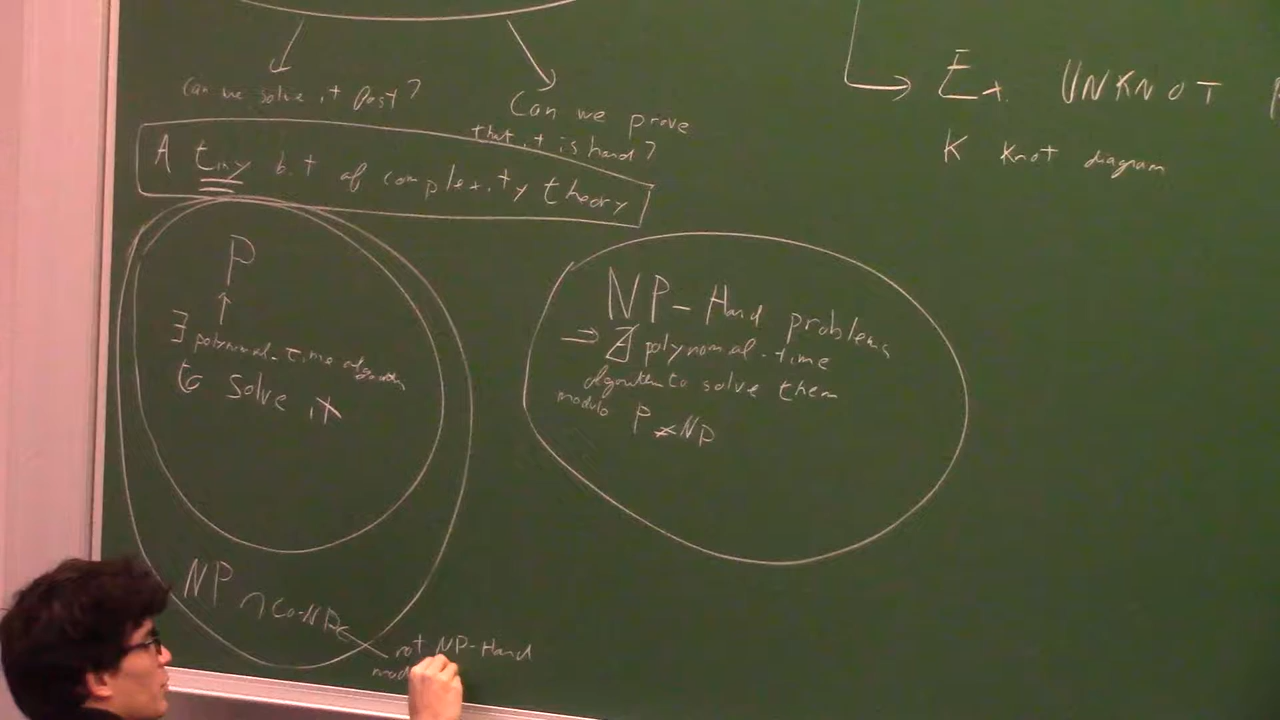 Can we solve it fast?
Can we prove
that it is hard?
A tiny bit of complexity theory
P
↑
∃ polynomial-time algorithm
to solve it
NP ∩ co-NP
not NP-Hard
NP-Hard problems
⇒ ∄ polynomial-time
algorithm to solve them
modulo P ≠ NP
Ex. UNKNOT
K knot diagram